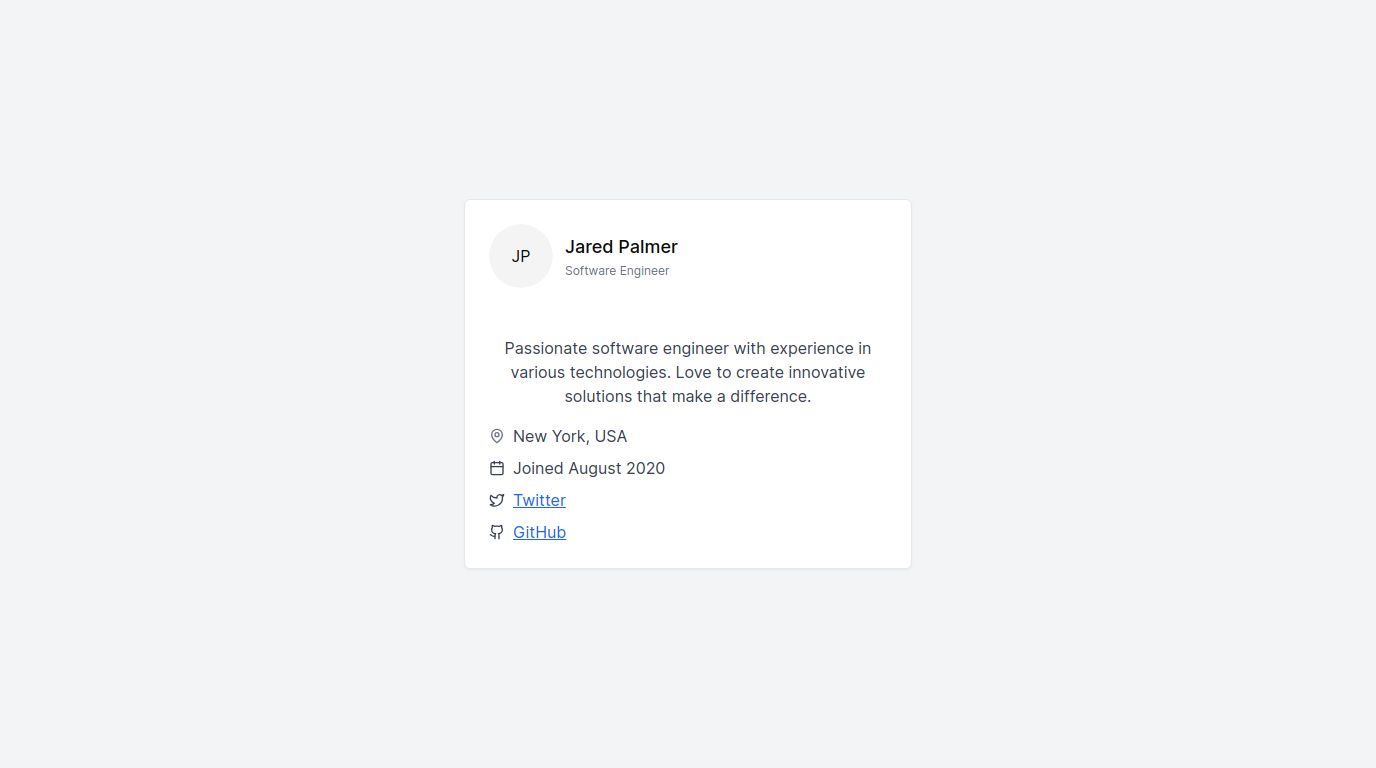 JP
Jared Palmer
Software Engineer
Passionate software engineer with experience in
various technologies. Love to create innovative
solutions that make a difference.
New York, USA
Joined August 2020
Twitter
GitHub